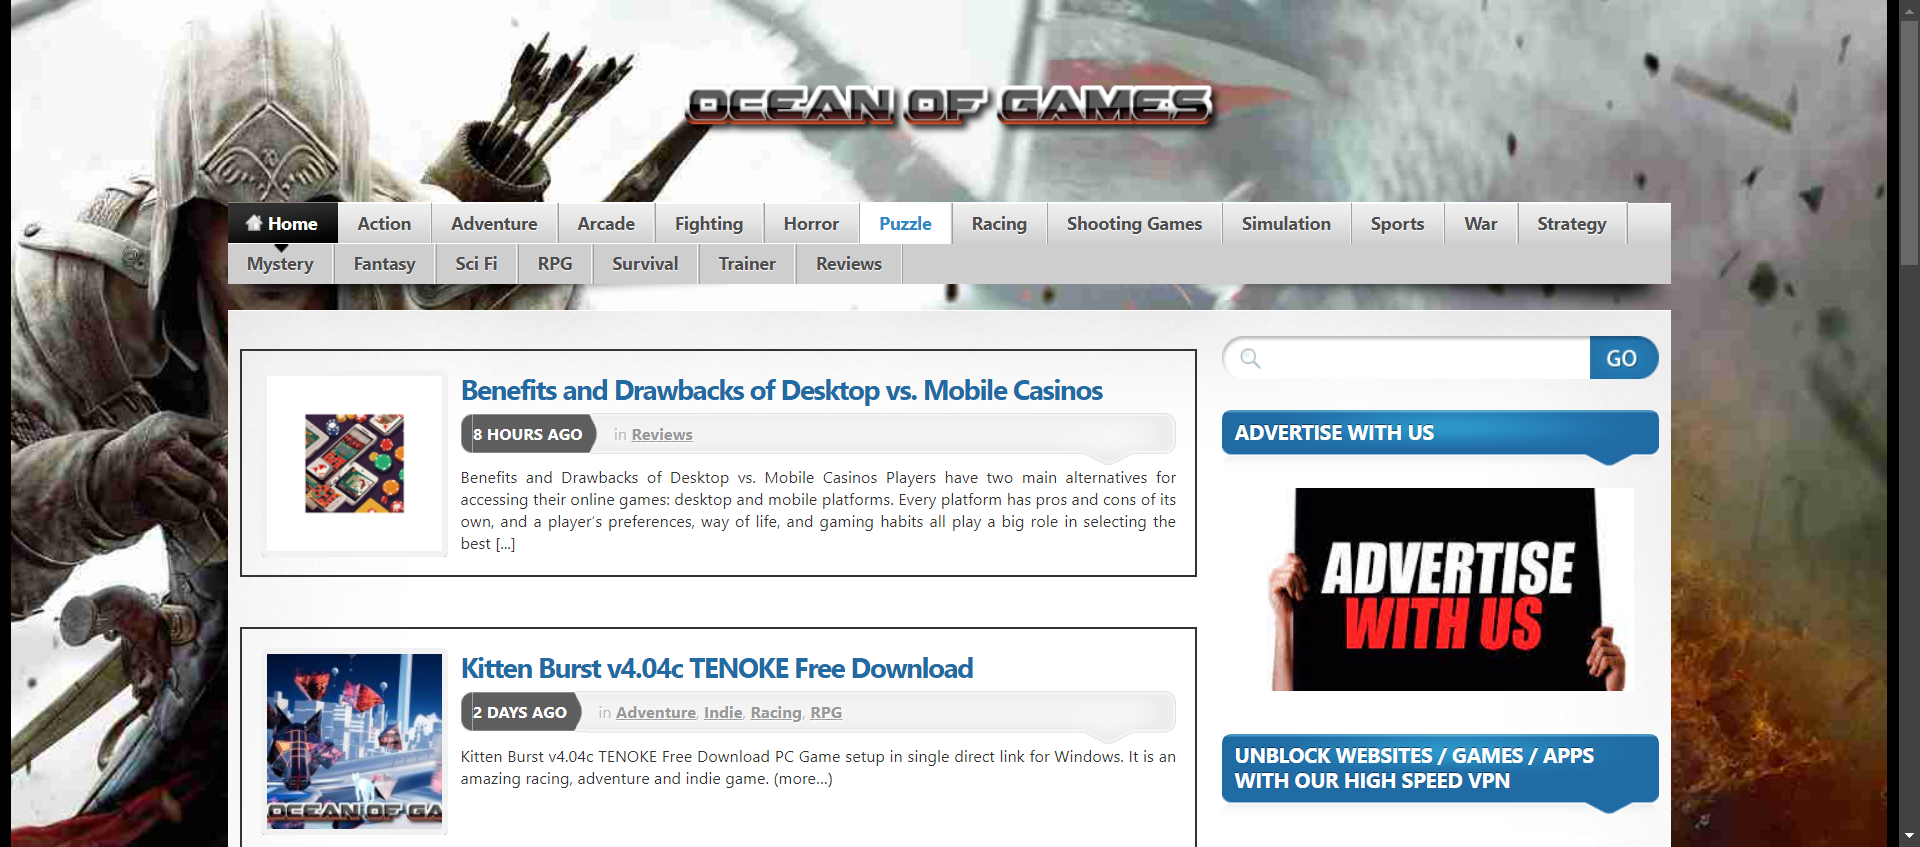 OCEAN OF GAMES
Home Action Adventure Arcade Fighting Horror Puzzle Racing Shooting Games Simulation Sports War Strategy
Mystery Fantasy Sci Fi RPG Survival Trainer Reviews
GO
Benefits and Drawbacks of Desktop vs. Mobile Casinos
8 HOURS AGO in Reviews
Benefits and Drawbacks of Desktop vs. Mobile Casinos Players have two main alternatives for
accessing their online games: desktop and mobile platforms. Every platform has pros and cons of its
own, and a player’s preferences, way of life, and gaming habits all play a big role in selecting the
best [...]
Kitten Burst v4.04c TENOKE Free Download
2 DAYS AGO in Adventure, Indie, Racing, RPG
Kitten Burst v4.04c TENOKE Free Download PC Game setup in single direct link for Windows. It is an
amazing racing, adventure and indie game. (more…)
OCEAN OF GA
ADVERTISE WITH US
ADVERTISE
WITH US
UNBLOCK WEBSITES / GAMES / APPS
WITH OUR HIGH SPEED VPN